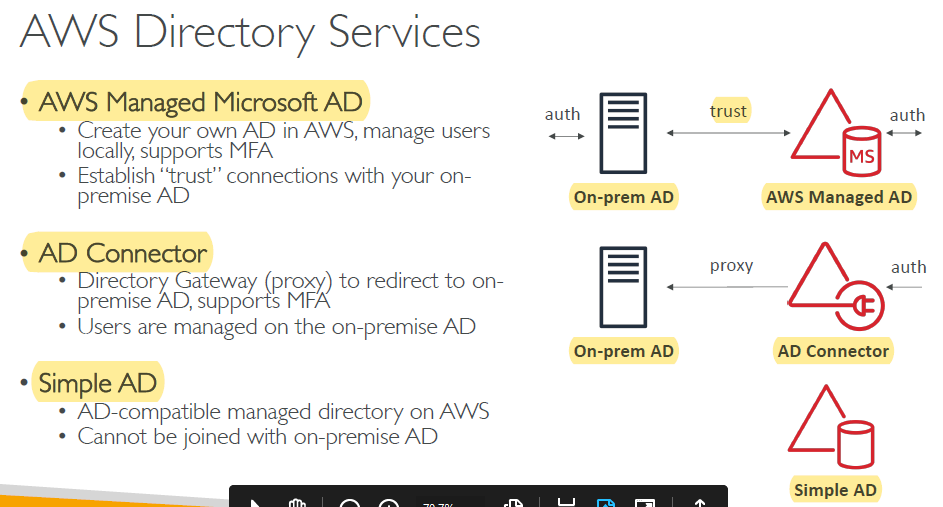 AWS Directory Services
• AWS Managed Microsoft AD
• Create your own AD in AWS, manage users
locally, supports MFA
• Establish “trust” connections with your on-
premise AD
• AD Connector
• Directory Gateway (proxy) to redirect to on-
premise AD, supports MFA
• Users are managed on the on-premise AD
• Simple AD
• AD-compatible managed directory on AWS
• Cannot be joined with on-premise AD
auth
trust
auth
MS
On-prem AD
AWS Managed AD
proxy
auth
On-prem AD
AD Connector
Simple AD